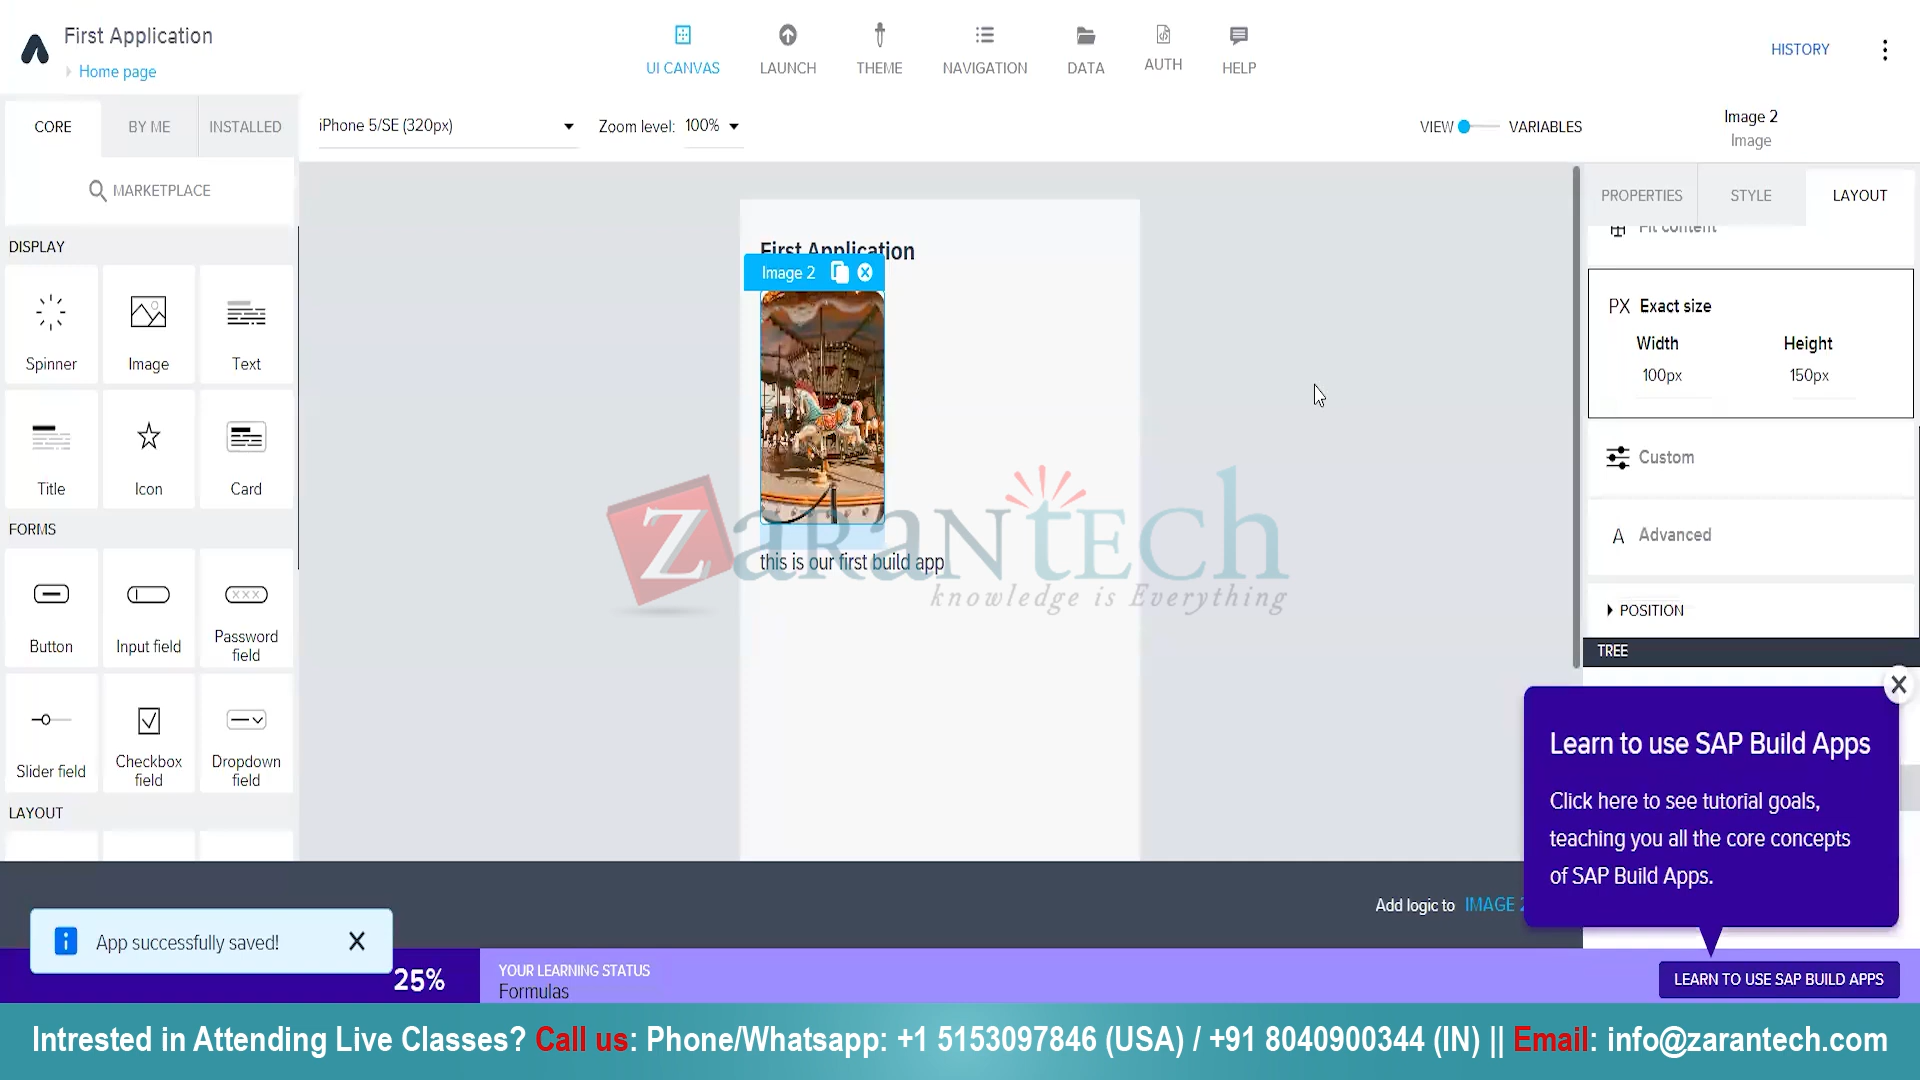 First Application
Home page
UI CANVAS
LAUNCH
THEME
NAVIGATION
DATA
AUTH
HELP
HISTORY
CORE
BY ME
INSTALLED
iPhone 5/SE (320px)
Zoom level:
100%
VIEW
VARIABLES
Image 2
Image
MARKETPLACE
PROPERTIES
STYLE
LAYOUT
Fit content
DISPLAY
Spinner
Image
Text
Title
Icon
Card
FORMS
Button
Input field
Password
field
Slider field
Checkbox
field
Dropdown
field
LAYOUT
First Application
Image 2
this is our first build app
ZARANTECH
knowledge is Everything
PX Exact size
Width
Height
100px
150px
Custom
A Advanced
POSITION
TREE
Learn to use SAP Build Apps
Click here to see tutorial goals,
teaching you all the core concepts
of SAP Build Apps.
Add logic to IMAGE 2
App successfully saved!
25%
YOUR LEARNING STATUS
Formulas
LEARN TO USE SAP BUILD APPS
Intrested in Attending Live Classes? Call us: Phone/Whatsapp: +1 5153097846 (USA) / +91 8040900344 (IN) || Email: info@zarantech.com